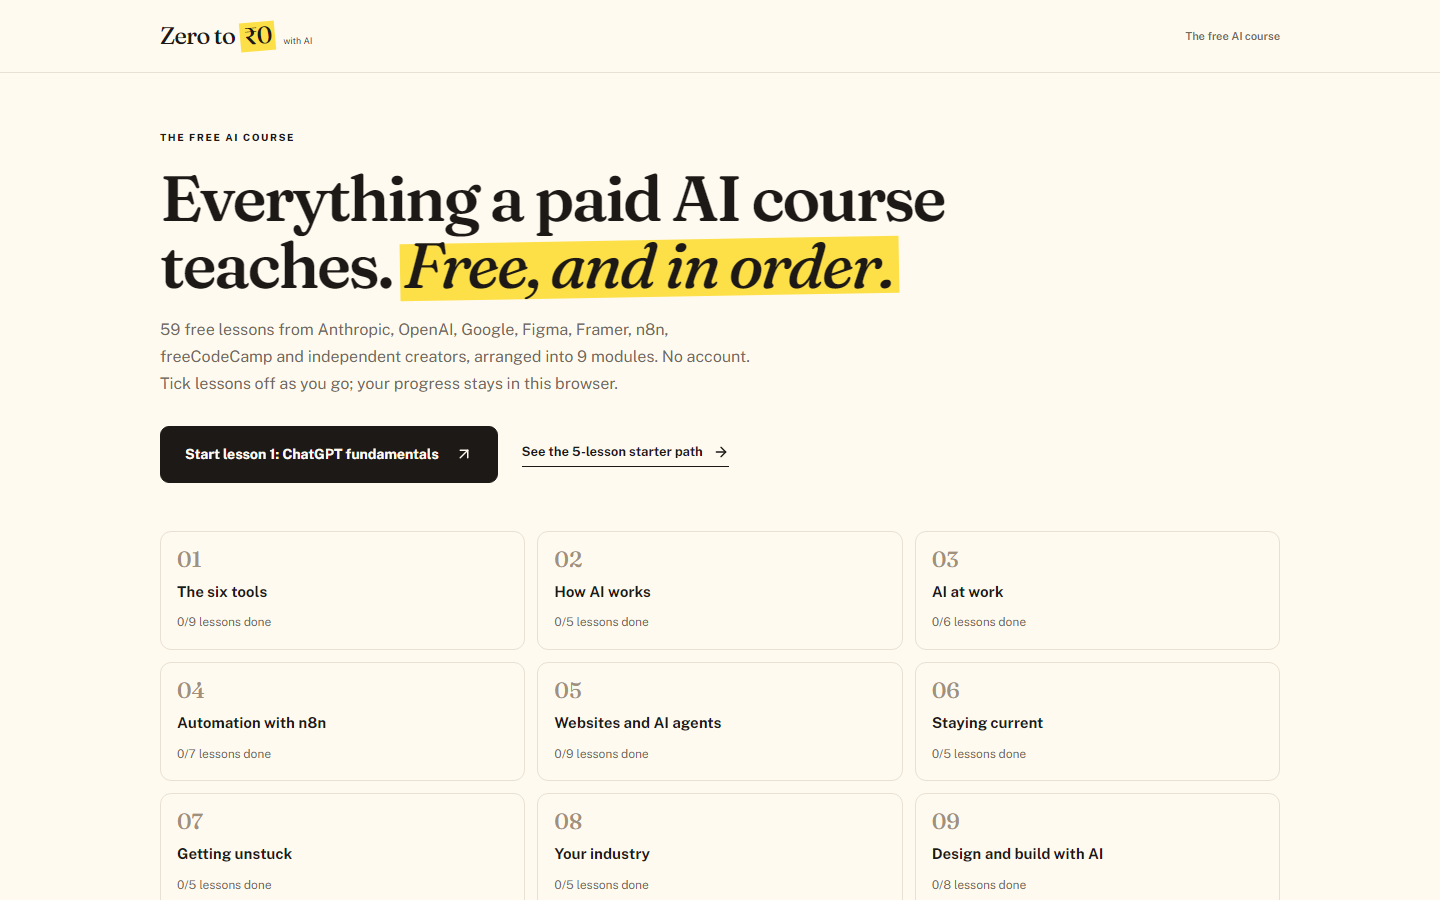 Zero to ₹0 with AI
The free AI course
THE FREE AI COURSE
Everything a paid AI course
teaches. Free, and in order.
59 free lessons from Anthropic, OpenAI, Google, Figma, Framer, n8n,
freeCodeCamp and independent creators, arranged into 9 modules. No account.
Tick lessons off as you go; your progress stays in this browser.
Start lesson 1: ChatGPT fundamentals
See the 5-lesson starter path
01
The six tools
0/9 lessons done
02
How AI works
0/5 lessons done
03
AI at work
0/6 lessons done
04
Automation with n8n
0/7 lessons done
05
Websites and AI agents
0/9 lessons done
06
Staying current
0/5 lessons done
07
Getting unstuck
0/5 lessons done
08
Your industry
0/5 lessons done
09
Design and build with AI
0/8 lessons done